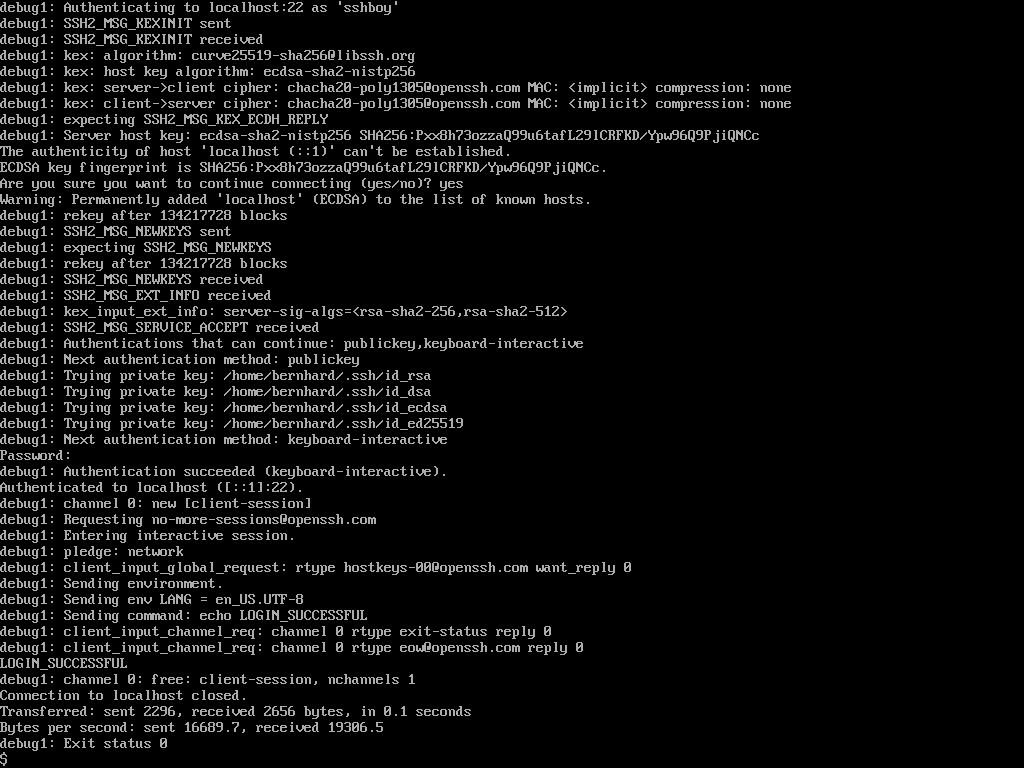 debug1: Authenticating to localhost:22 as 'sshboy'
debug1: SSH2_MSG_KEXINIT sent
debug1: SSH2_MSG_KEXINIT received
debug1: kex: algorithm: curve25519-sha256@libssh.org
debug1: kex: host key algorithm: ecdsa-sha2-nistp256
debug1: kex: server->client cipher: chacha20-poly1305@openssh.com MAC: <implicit> compression: none
debug1: kex: client->server cipher: chacha20-poly1305@openssh.com MAC: <implicit> compression: none
debug1: expecting SSH2_MSG_KEX_ECDH_REPLY
debug1: Server host key: ecdsa-sha2-nistp256 SHA256:Pxx8h73ozzaQ99u6tafL29lCRFKD/Ypw96Q9PjiQNCc
The authenticity of host 'localhost (::1)' can't be established.
ECDSA key fingerprint is SHA256:Pxx8h73ozzaQ99u6tafL29lCRFKD/Ypw96Q9PjiQNCc.
Are you sure you want to continue connecting (yes/no)? yes
Warning: Permanently added 'localhost' (ECDSA) to the list of known hosts.
debug1: rekey after 134217728 blocks
debug1: SSH2_MSG_NEWKEYS sent
debug1: expecting SSH2_MSG_NEWKEYS
debug1: rekey after 134217728 blocks
debug1: SSH2_MSG_NEWKEYS received
debug1: SSH2_MSG_EXT_INFO received
debug1: kex_input_ext_info: server-sig-algs=<rsa-sha2-256,rsa-sha2-512>
debug1: SSH2_MSG_SERVICE_ACCEPT received
debug1: Authentications that can continue: publickey,keyboard-interactive
debug1: Next authentication method: publickey
debug1: Trying private key: /home/bernhard/.ssh/id_rsa
debug1: Trying private key: /home/bernhard/.ssh/id_dsa
debug1: Trying private key: /home/bernhard/.ssh/id_ecdsa
debug1: Trying private key: /home/bernhard/.ssh/id_ed25519
debug1: Next authentication method: keyboard-interactive
Password:
debug1: Authentication succeeded (keyboard-interactive).
Authenticated to localhost ([::1]:22).
debug1: channel 0: new [client-session]
debug1: Requesting no-more-sessions@openssh.com
debug1: Entering interactive session.
debug1: pledge: network
debug1: client_input_global_request: rtype hostkeys-00@openssh.com want_reply 0
debug1: Sending environment.
debug1: Sending env LANG = en_US.UTF-8
debug1: Sending command: echo LOGIN_SUCCESSFUL
debug1: client_input_channel_req: channel 0 rtype exit-status reply 0
debug1: client_input_channel_req: channel 0 rtype eow@openssh.com reply 0
LOGIN_SUCCESSFUL
debug1: channel 0: free: client-session, nchannels 1
Connection to localhost closed.
Transferred: sent 2296, received 2656 bytes, in 0.1 seconds
Bytes per second: sent 16689.7, received 19306.5
debug1: Exit status 0
$